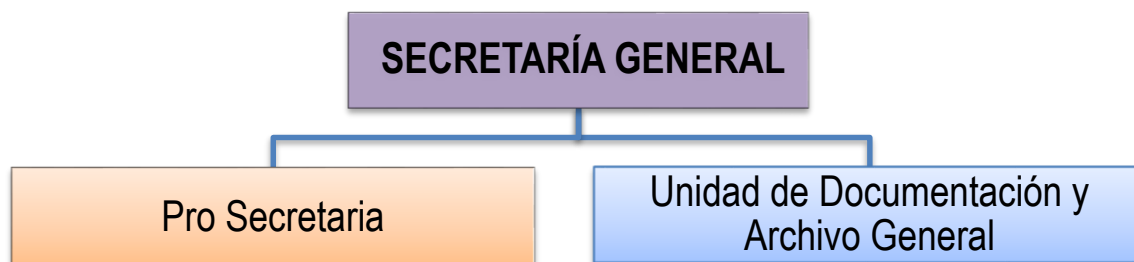 SECRETARÍA GENERAL
Pro Secretaria
Unidad de Documentación y
Archivo General